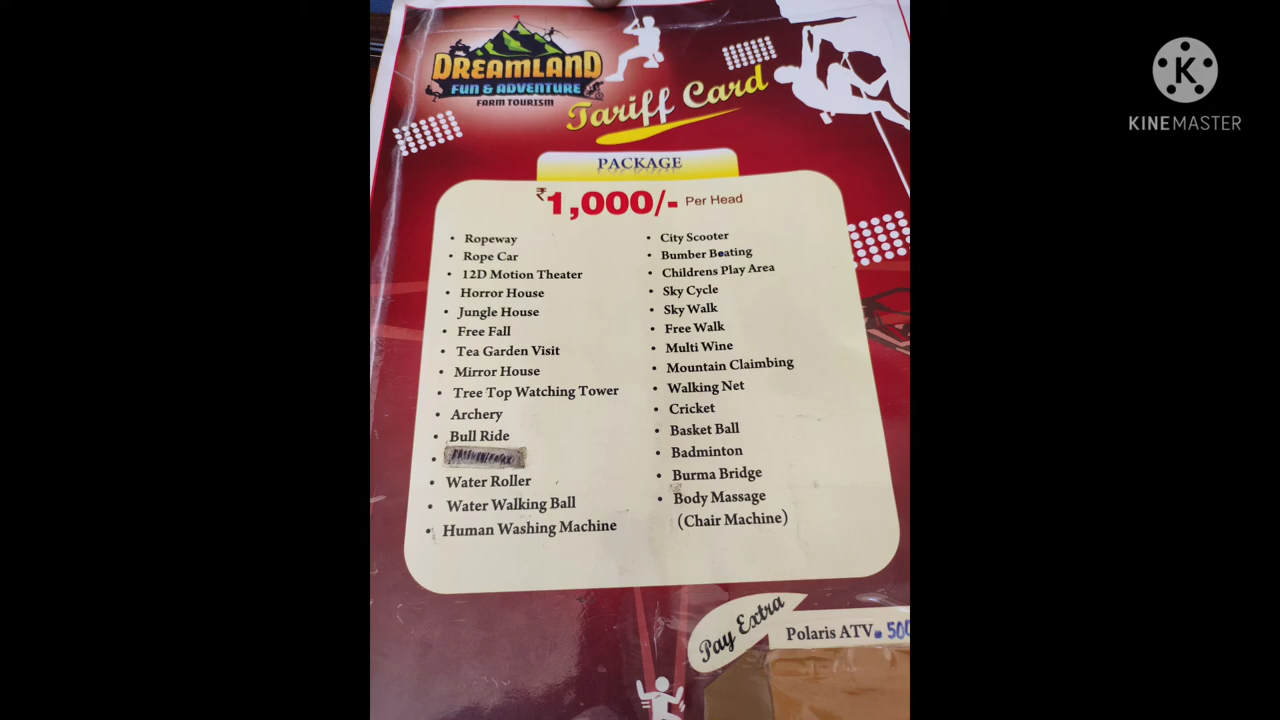 DREAMLAND
FUN & ADVENTURE
FARM TOURISM
Tariff Card
KINEMASTER
PACKAGE
₹1,000/- Per Head
• Ropeway
• Rope Car
• 12D Motion Theater
• Horror House
• Jungle House
• Free Fall
• Tea Garden Visit
• Mirror House
• Tree Top Watching Tower
• Archery
• Bull Ride
•
• Water Roller
• Water Walking Ball
• Human Washing Machine
• City Scooter
• Bumber Boating
• Childrens Play Area
• Sky Cycle
• Sky Walk
• Free Walk
• Multi Wine
• Mountain Claimbing
• Walking Net
• Cricket
• Basket Ball
• Badminton
• Burma Bridge
• Body Massage
(Chair Machine)
Pay Extra
Polaris ATV